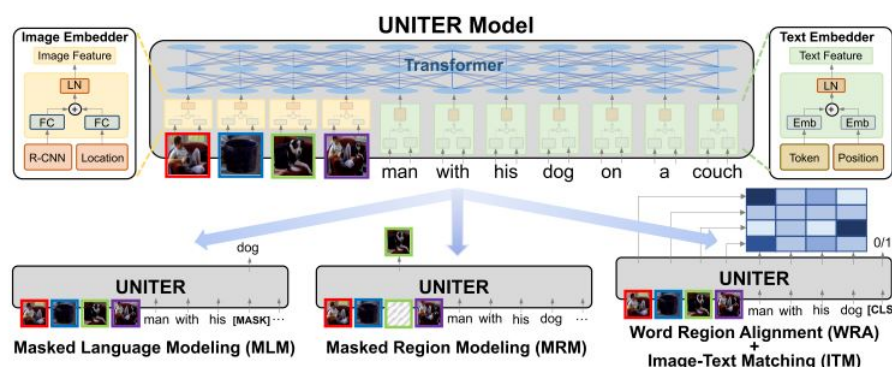 UNITER Model
Image Embedder
Image Feature
LN
FC
FC
R-CNN
Location
Transformer
man with his dog on a couch
Text Embedder
Text Feature
LN
Emb
Emb
Token
Position
dog
UNITER
man with his [MASK] ...
Masked Language Modeling (MLM)
UNITER
man with his dog ...
Masked Region Modeling (MRM)
0/1
UNITER
man with his dog [CLS
Word Region Alignment (WRA)
+
Image-Text Matching (ITM)